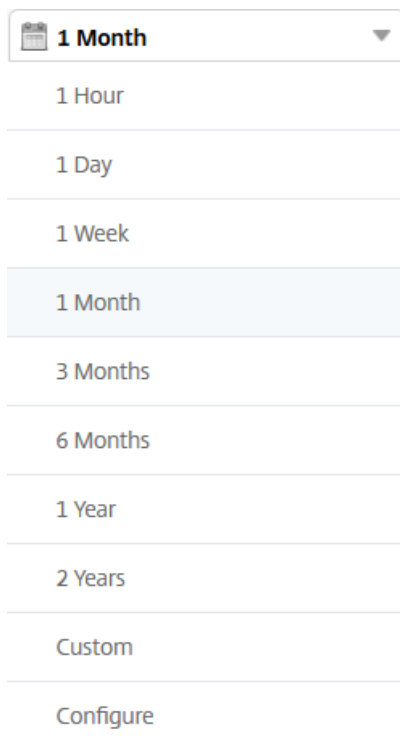 1 Month
1 Hour
1 Day
1 Week
1 Month
3 Months
6 Months
1 Year
2 Years
Custom
Configure